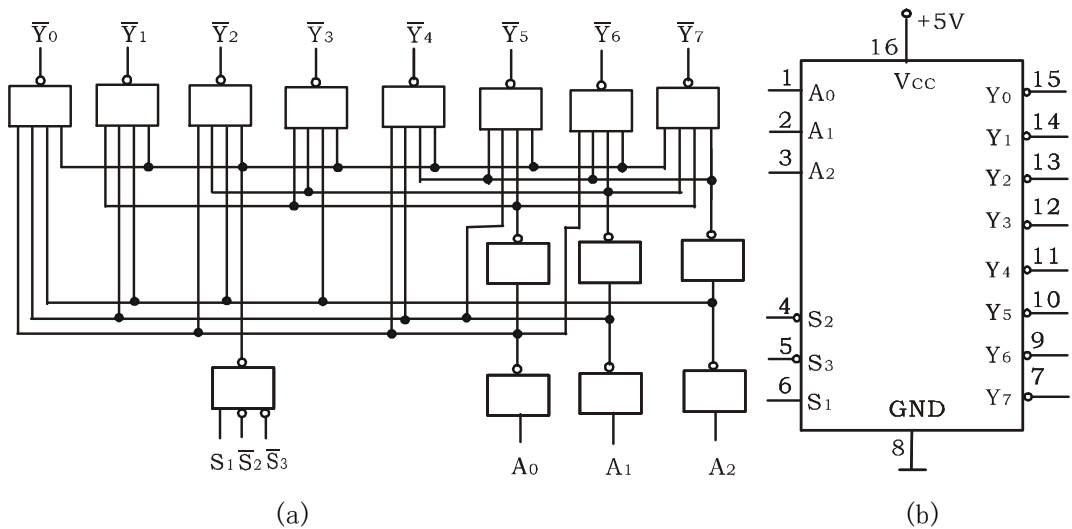 Y̅0 Y̅1 Y̅2 Y̅3 Y̅4 Y̅5 Y̅6 Y̅7
S1 S̅2 S̅3
A0 A1 A2
(a)
+5V
16
VCC
1 A0
2 A1
3 A2
4 S2
5 S3
6 S1
Y0 15
Y1 14
Y2 13
Y3 12
Y4 11
Y5 10
Y6 9
Y7 7
GND
8
(b)